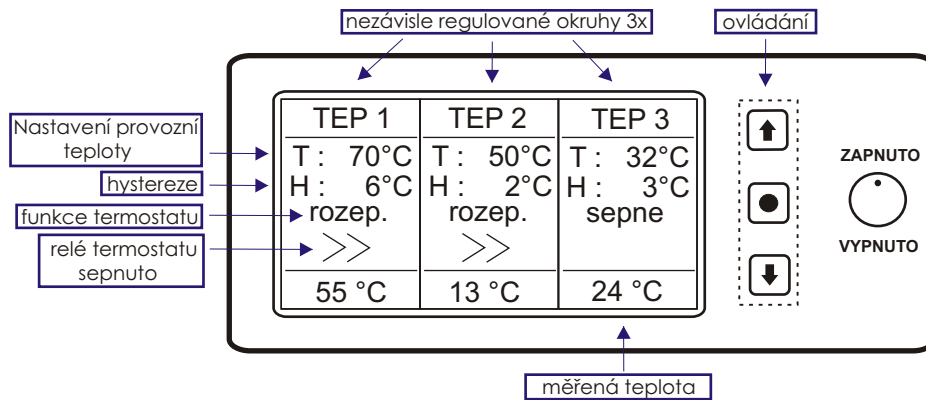 nezávisle regulované okruhy 3x
ovládání
Nastavení provozní
teploty
hystereze
funkce termostatu
relé termostatu
sepnuto
TEP 1
T : 70°C
H : 6°C
rozep.
>>
55 °C
TEP 2
T : 50°C
H : 2°C
rozep.
>>
13 °C
TEP 3
T : 32°C
H : 3°C
sepne
24 °C
ZAPNUTO
VYPNUTO
měřená teplota